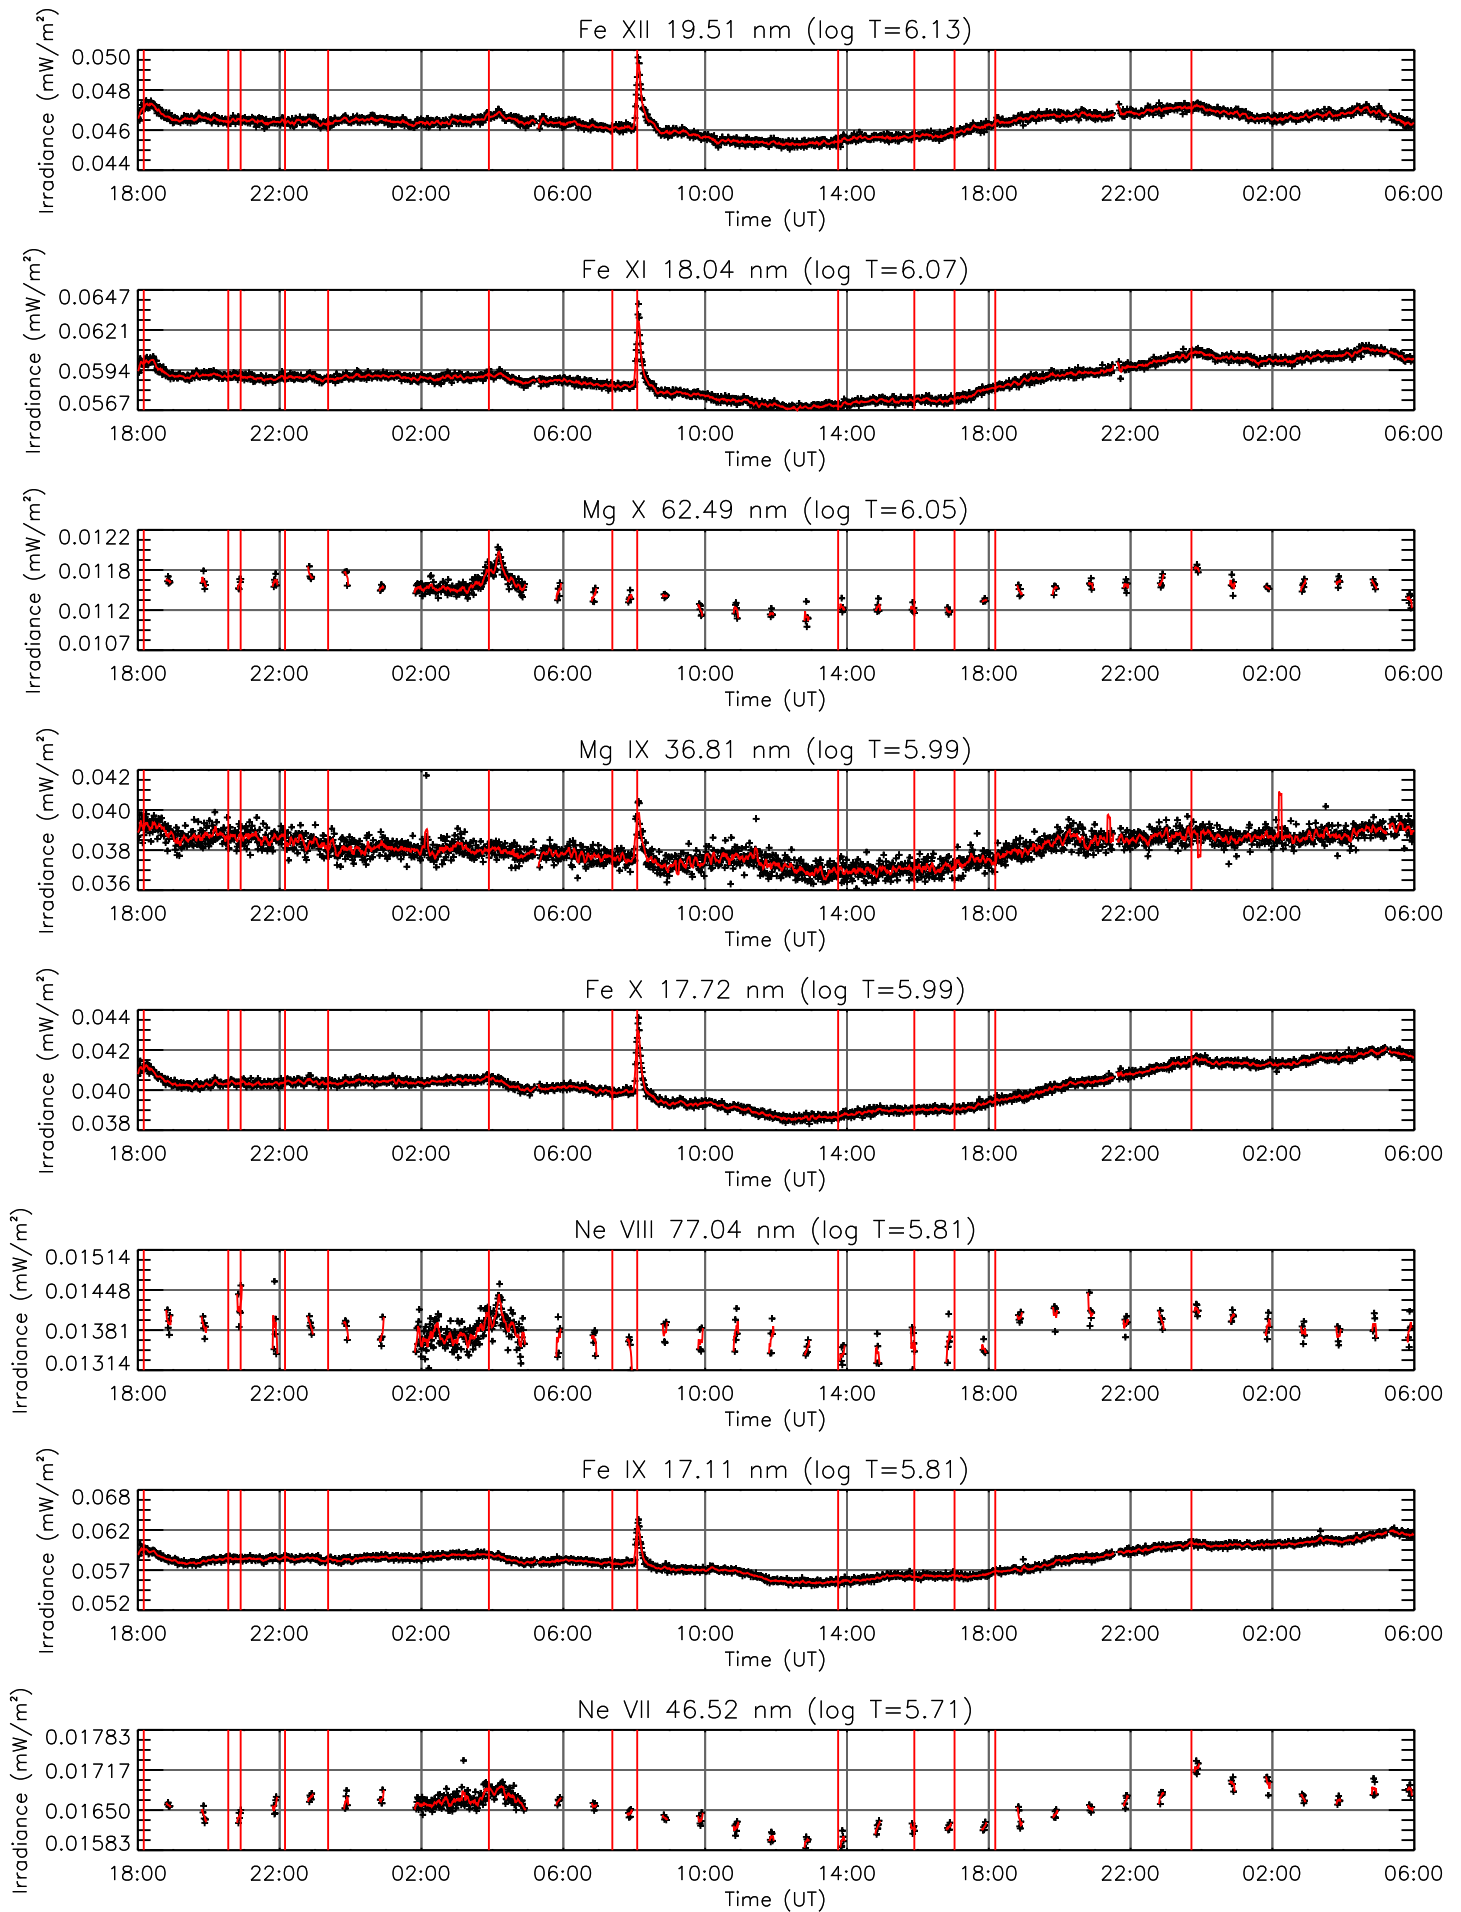 Fe XII 19.51 nm (log T=6.13)
Irradiance (mW/m²)
0.050
0.048
0.046
0.044
18:00 22:00 02:00 06:00 10:00 14:00 18:00 22:00 02:00 06:00
Time (UT)
Fe XI 18.04 nm (log T=6.07)
Irradiance (mW/m²)
0.0647
0.0621
0.0594
0.0567
18:00 22:00 02:00 06:00 10:00 14:00 18:00 22:00 02:00 06:00
Time (UT)
Mg X 62.49 nm (log T=6.05)
Irradiance (mW/m²)
0.0122
0.0118
0.0112
0.0107
18:00 22:00 02:00 06:00 10:00 14:00 18:00 22:00 02:00 06:00
Time (UT)
Mg IX 36.81 nm (log T=5.99)
Irradiance (mW/m²)
0.042
0.040
0.038
0.036
18:00 22:00 02:00 06:00 10:00 14:00 18:00 22:00 02:00 06:00
Time (UT)
Fe X 17.72 nm (log T=5.99)
Irradiance (mW/m²)
0.044
0.042
0.040
0.038
18:00 22:00 02:00 06:00 10:00 14:00 18:00 22:00 02:00 06:00
Time (UT)
Ne VIII 77.04 nm (log T=5.81)
Irradiance (mW/m²)
0.01514
0.01448
0.01381
0.01314
18:00 22:00 02:00 06:00 10:00 14:00 18:00 22:00 02:00 06:00
Time (UT)
Fe IX 17.11 nm (log T=5.81)
Irradiance (mW/m²)
0.068
0.062
0.057
0.052
18:00 22:00 02:00 06:00 10:00 14:00 18:00 22:00 02:00 06:00
Time (UT)
Ne VII 46.52 nm (log T=5.71)
Irradiance (mW/m²)
0.01783
0.01717
0.01650
0.01583
18:00 22:00 02:00 06:00 10:00 14:00 18:00 22:00 02:00 06:00
Time (UT)